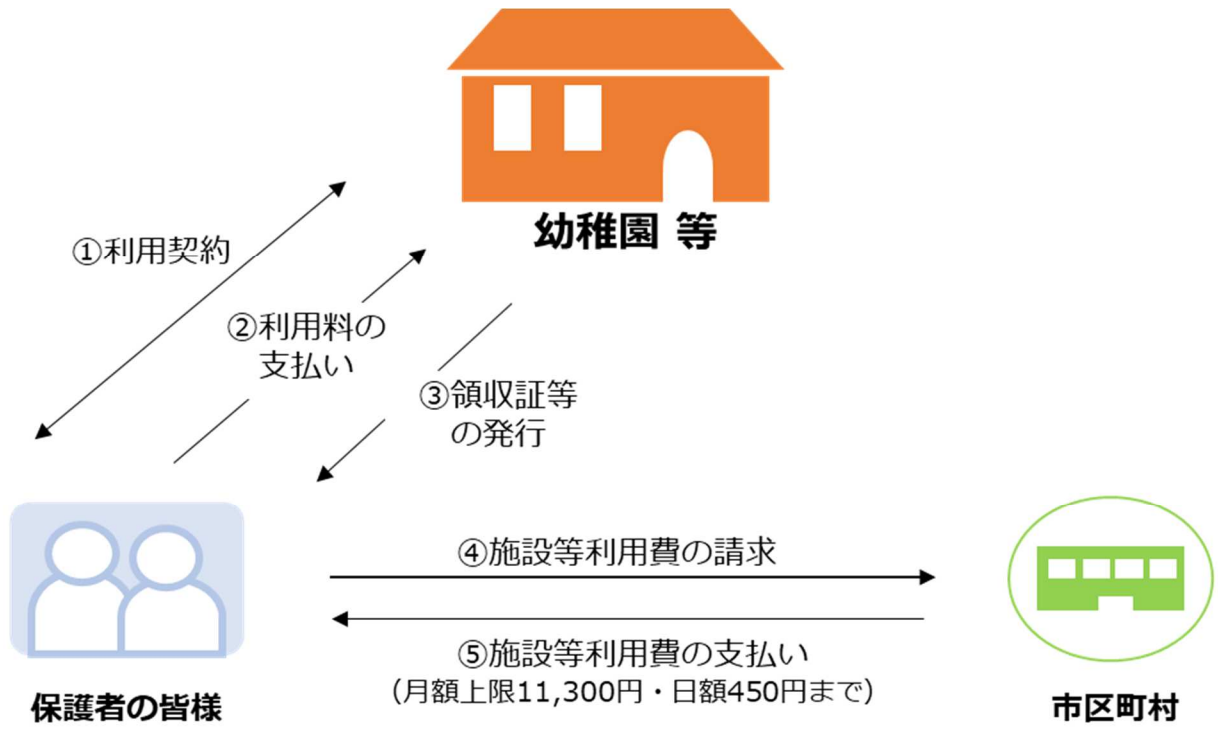 幼稚園 等
①利用契約
②利用料の
支払い
③領収証等
の発行
④施設等利用費の請求
⑤施設等利用費の支払い
（月額上限11,300円・日額450円まで）
保護者の皆様
市区町村